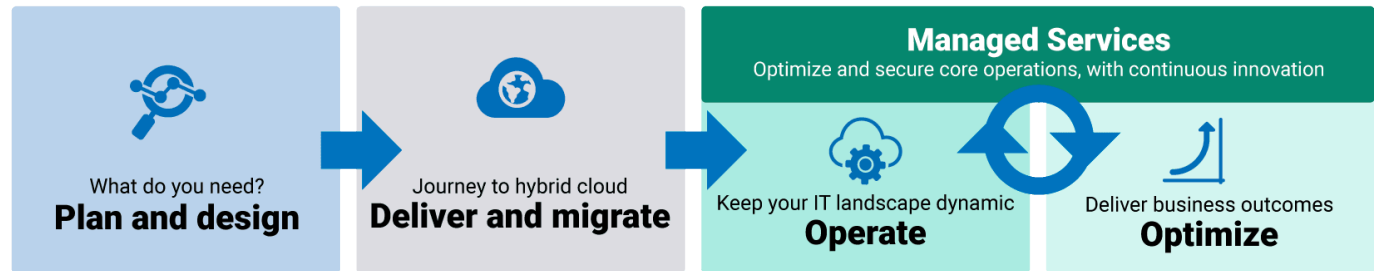 What do you need?
Plan and design
Journey to hybrid cloud
Deliver and migrate
Managed Services
Optimize and secure core operations, with continuous innovation
Keep your IT landscape dynamic
Operate
Deliver business outcomes
Optimize